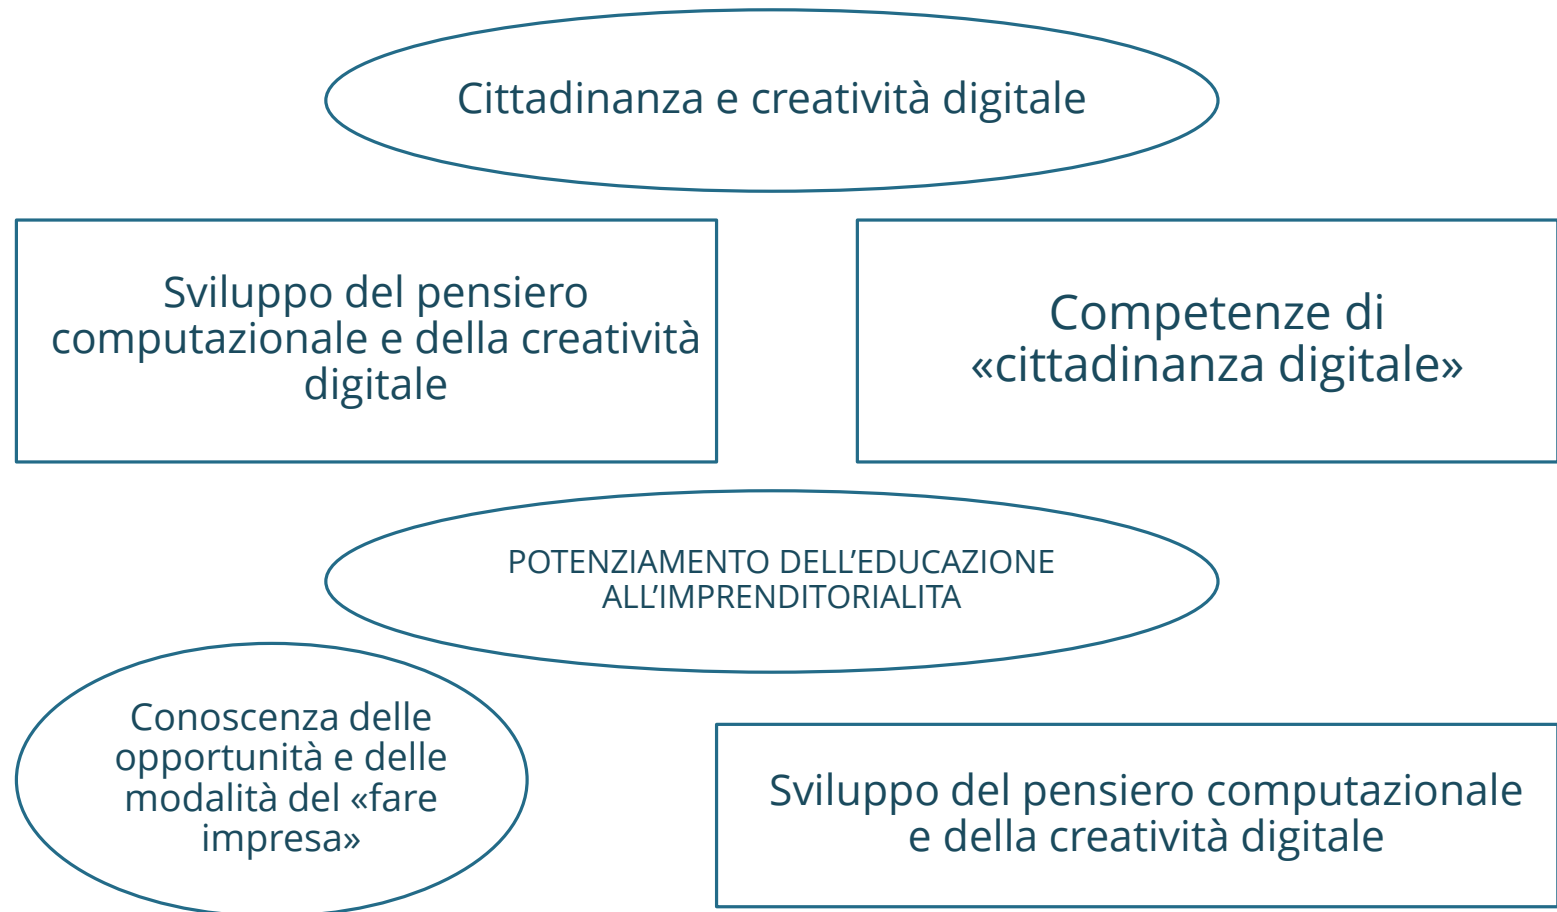 Cittadinanza e creatività digitale
Sviluppo del pensiero
computazionale e della creatività
digitale
Competenze di
«cittadinanza digitale»
POTENZIAMENTO DELL’EDUCAZIONE
ALL’IMPRENDITORIALITA
Conoscenza delle
opportunità e delle
modalità del «fare
impresa»
Sviluppo del pensiero computazionale
e della creatività digitale